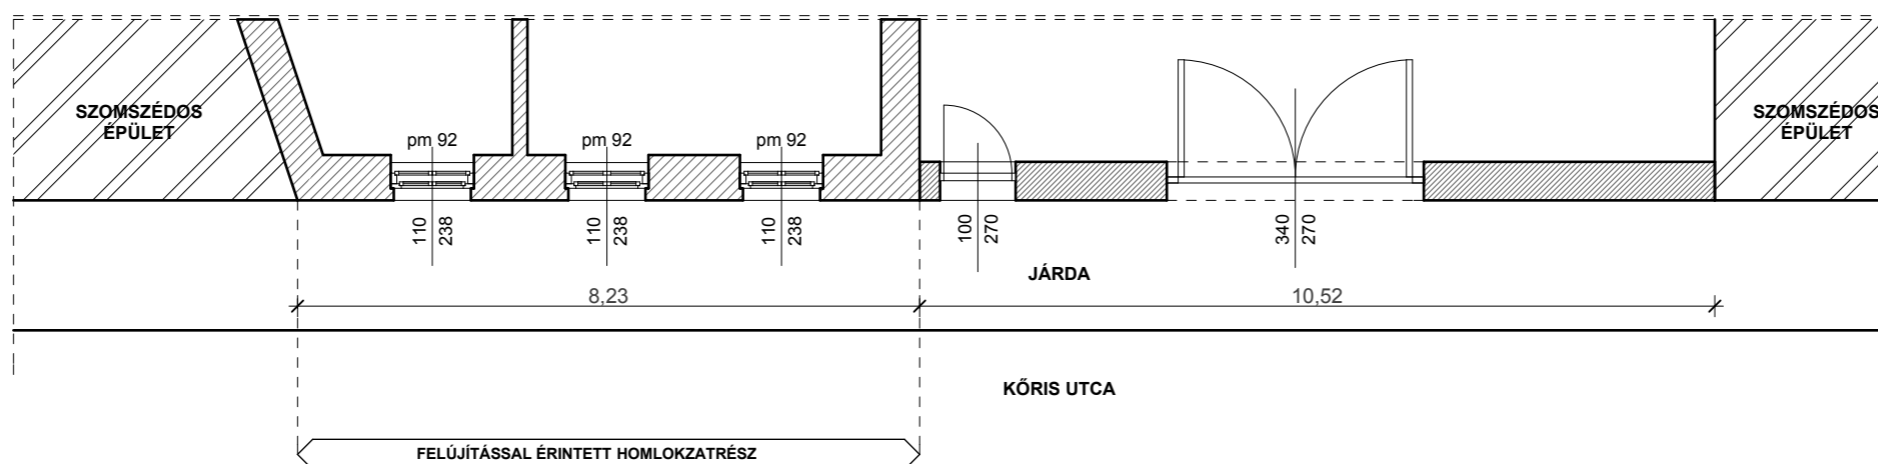 SZOMSZÉDOS
ÉPÜLET
pm 92
pm 92
pm 92
SZOMSZÉDOS
ÉPÜLET
110
238
110
238
110
238
100
270
340
270
JÁRDA
8,23
10,52
KŐRIS UTCA
FELÚJÍTÁSSAL ÉRINTETT HOMLOKZATRÉSZ